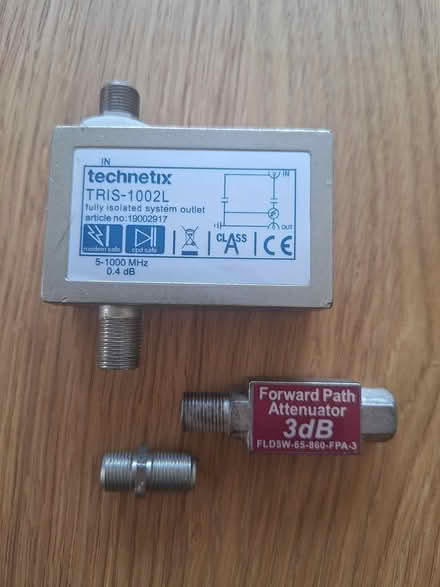 IN
technetix
TRIS-1002L
fully isolated system outlet
article no:19002917
IN
OUT
modem safe
cpd safe
CLASS
A
CE
5-1000 MHz
0.4 dB
Forward Path
Attenuator
3dB
FLDSW-65-860-FPA-3